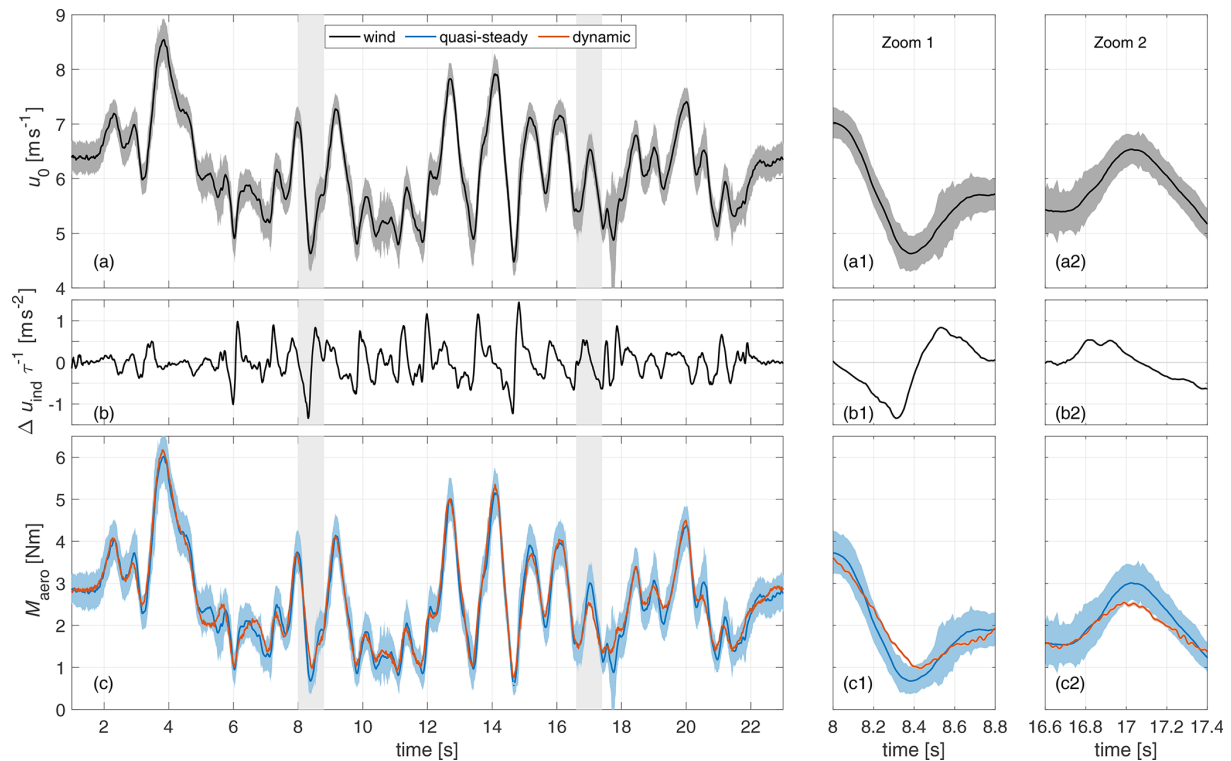 wind quasi-steady dynamic
Zoom 1
Zoom 2
u0 [m s-1]
9
8
7
6
5
4
(a)
(a1)
(a2)
Δ uind τ-1 [m s-2]
1
0
-1
(b)
(b1)
(b2)
Maero [Nm]
6
5
4
3
2
1
0
(c)
(c1)
(c2)
2 4 6 8 10 12 14 16 18 20 22
8 8.2 8.4 8.6 8.8
16.6 16.8 17 17.2 17.4
time [s]
time [s]
time [s]